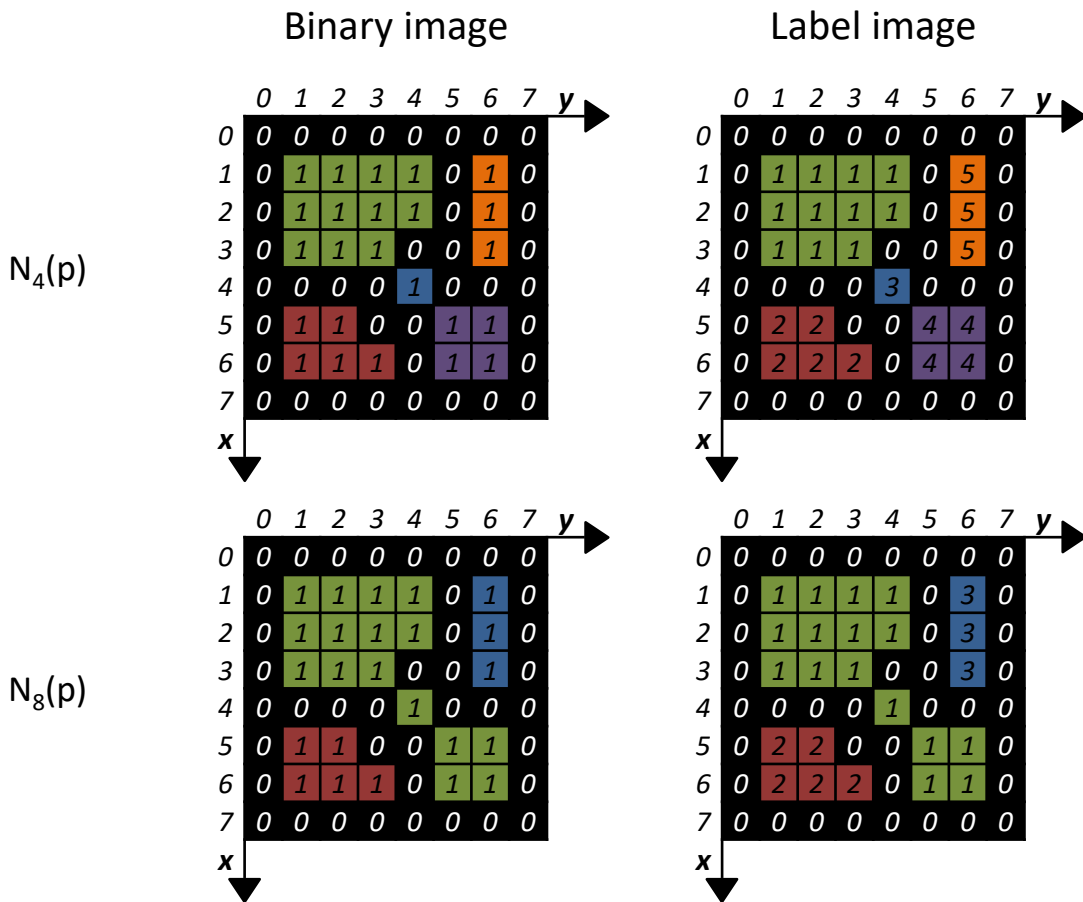 Binary image Label image
0 1 2 3 4 5 6 7 y 0 1 2 3 4 5 6 7 y
0 0 0 0 0 0 0 0 0 0 0 0 0 0 0 0 0 0
1 0 1 1 1 1 0 1 0 1 0 1 1 1 1 0 5 0
2 0 1 1 1 1 0 1 0 2 0 1 1 1 1 0 5 0
3 0 1 1 1 0 0 1 0 3 0 1 1 1 0 0 5 0
N4(p)
4 0 0 0 0 1 0 0 0 4 0 0 0 0 3 0 0 0
5 0 1 1 0 0 1 1 0 5 0 2 2 0 0 4 4 0
6 0 1 1 1 0 1 1 0 6 0 2 2 2 0 4 4 0
7 0 0 0 0 0 0 0 0 7 0 0 0 0 0 0 0 0
x x
0 1 2 3 4 5 6 7 y 0 1 2 3 4 5 6 7 y
0 0 0 0 0 0 0 0 0 0 0 0 0 0 0 0 0 0
1 0 1 1 1 1 0 1 0 1 0 1 1 1 1 0 3 0
2 0 1 1 1 1 0 1 0 2 0 1 1 1 1 0 3 0
3 0 1 1 1 0 0 1 0 3 0 1 1 1 0 0 3 0
N8(p)
4 0 0 0 0 1 0 0 0 4 0 0 0 0 1 0 0 0
5 0 1 1 0 0 1 1 0 5 0 2 2 0 0 1 1 0
6 0 1 1 1 0 1 1 0 6 0 2 2 2 0 1 1 0
7 0 0 0 0 0 0 0 0 7 0 0 0 0 0 0 0 0
x x